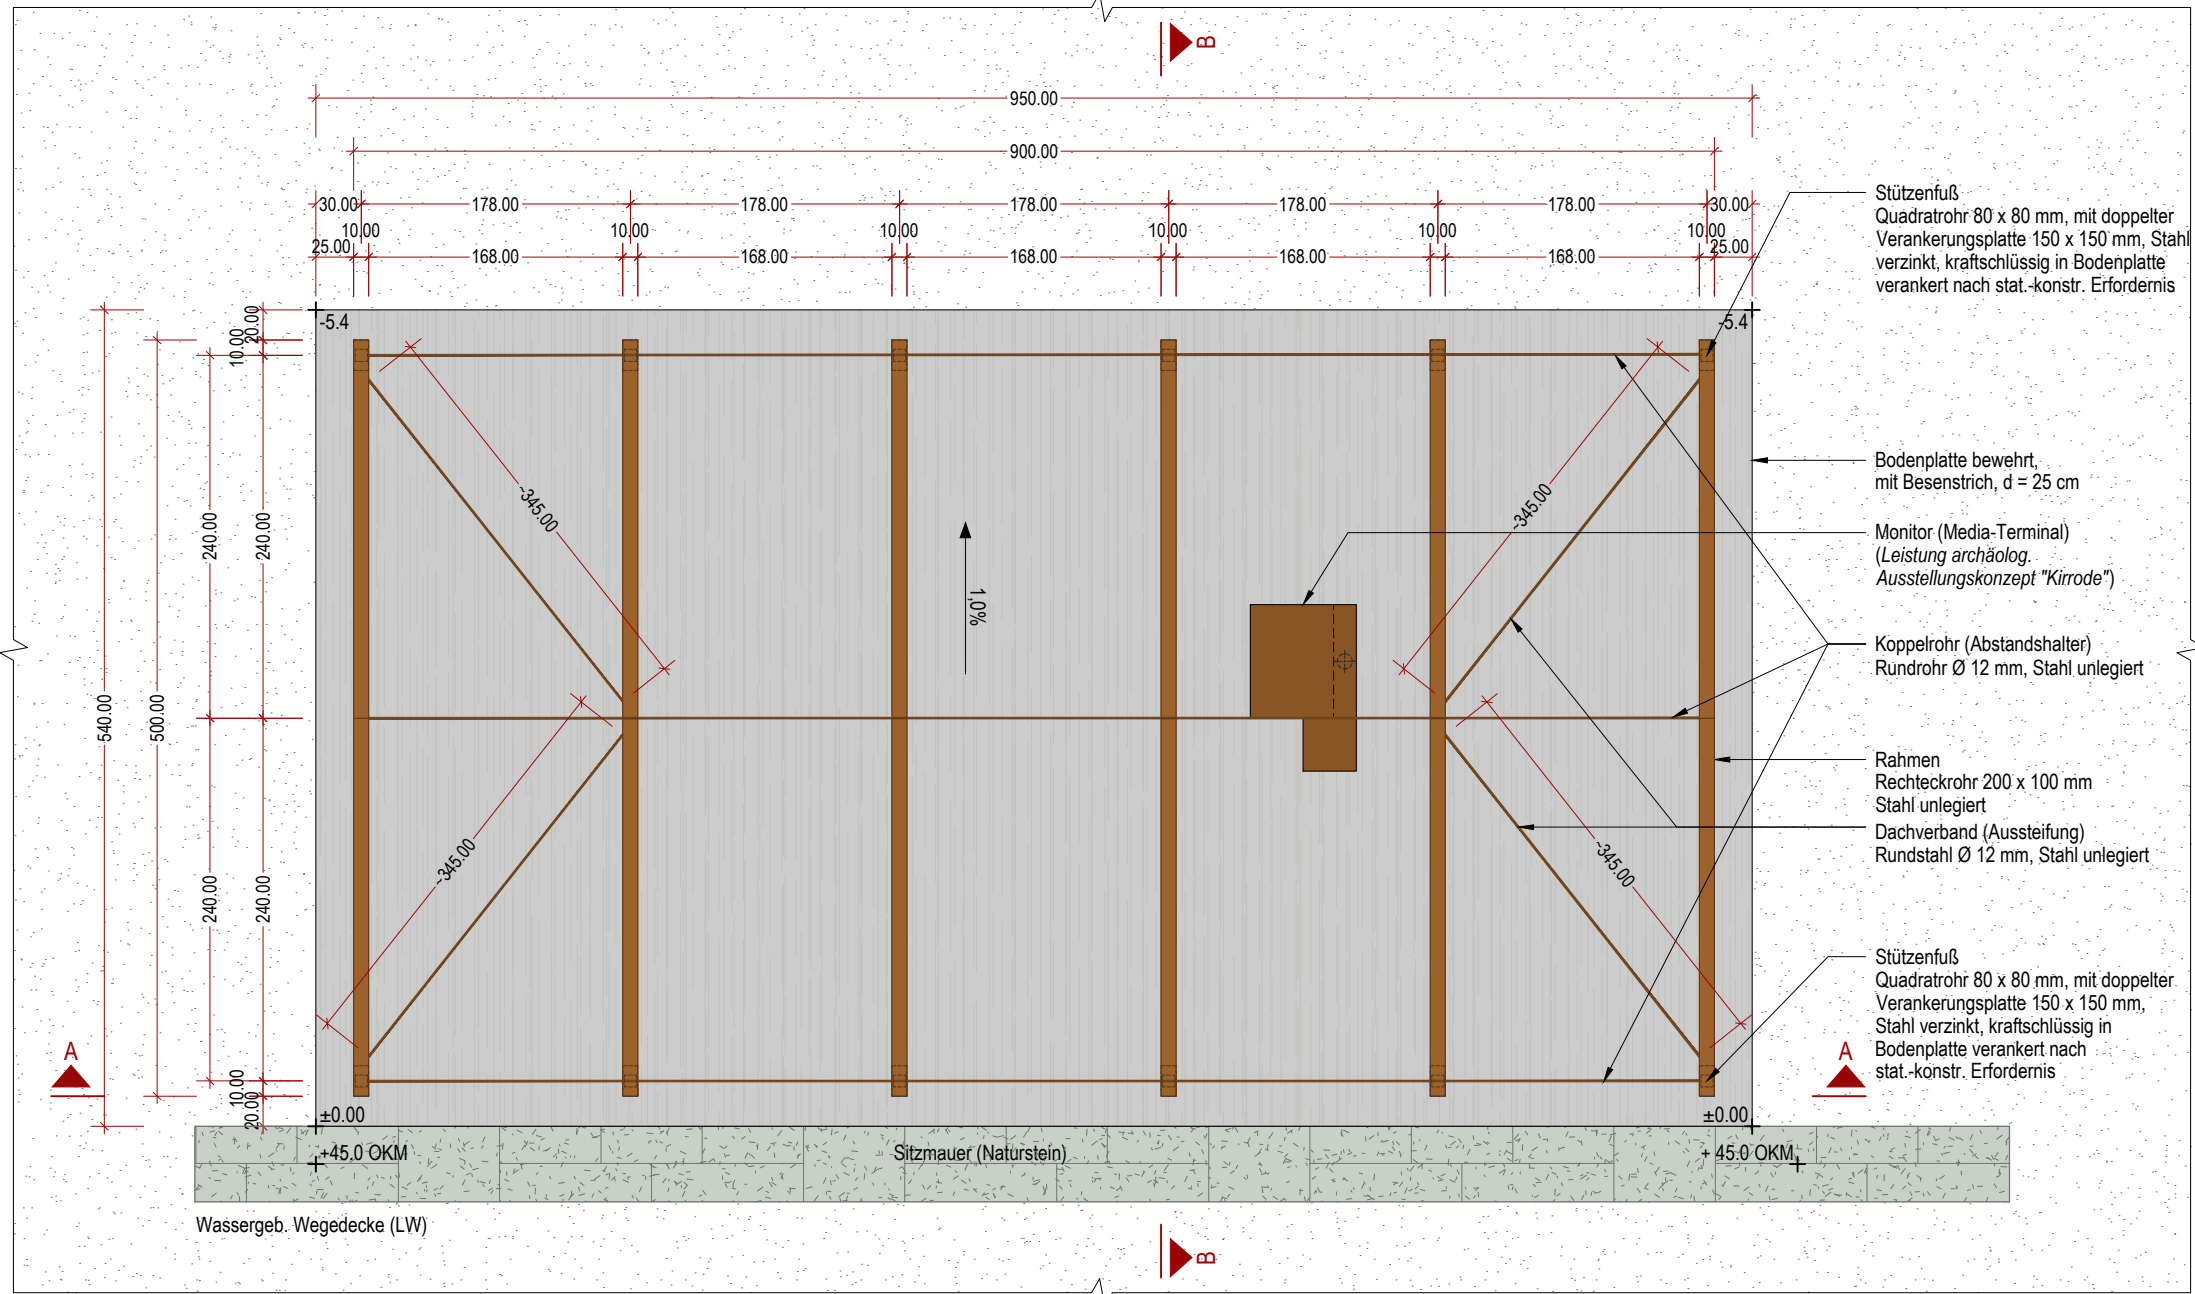 B
950.00
900.00
30.00 178.00 178.00 178.00 178.00 178.00 30.00
10.00 10.00 10.00 10.00 10.00 10.00
25.00 168.00 168.00 168.00 168.00 168.00 25.00
Stützenfuß
Quadratrohr 80 x 80 mm, mit doppelter
Verankerungsplatte 150 x 150 mm, Stahl
verzinkt, kraftschlüssig in Bodenplatte
verankert nach stat.-konstr. Erfordernis
-5.4
-5.4
20.00
10.00
240.00
240.00
540.00
500.00
240.00
240.00
10.00
20.00
~345.00
~345.00
~345.00
~345.00
1,0%
Bodenplatte bewehrt,
mit Besenstrich, d = 25 cm
Monitor (Media-Terminal)
(Leistung archäolog.
Ausstellungskonzept "Kirrode")
Koppelrohr (Abstandshalter)
Rundrohr Ø 12 mm, Stahl unlegiert
Rahmen
Rechteckrohr 200 x 100 mm
Stahl unlegiert
Dachverband (Aussteifung)
Rundstahl Ø 12 mm, Stahl unlegiert
Stützenfuß
Quadratrohr 80 x 80 mm, mit doppelter
Verankerungsplatte 150 x 150 mm,
Stahl verzinkt, kraftschlüssig in
Bodenplatte verankert nach
stat.-konstr. Erfordernis
A
A
±0.00
±0.00
+45.0 OKM
Sitzmauer (Naturstein)
+ 45.0 OKM
Wassergeb. Wegedecke (LW)
B